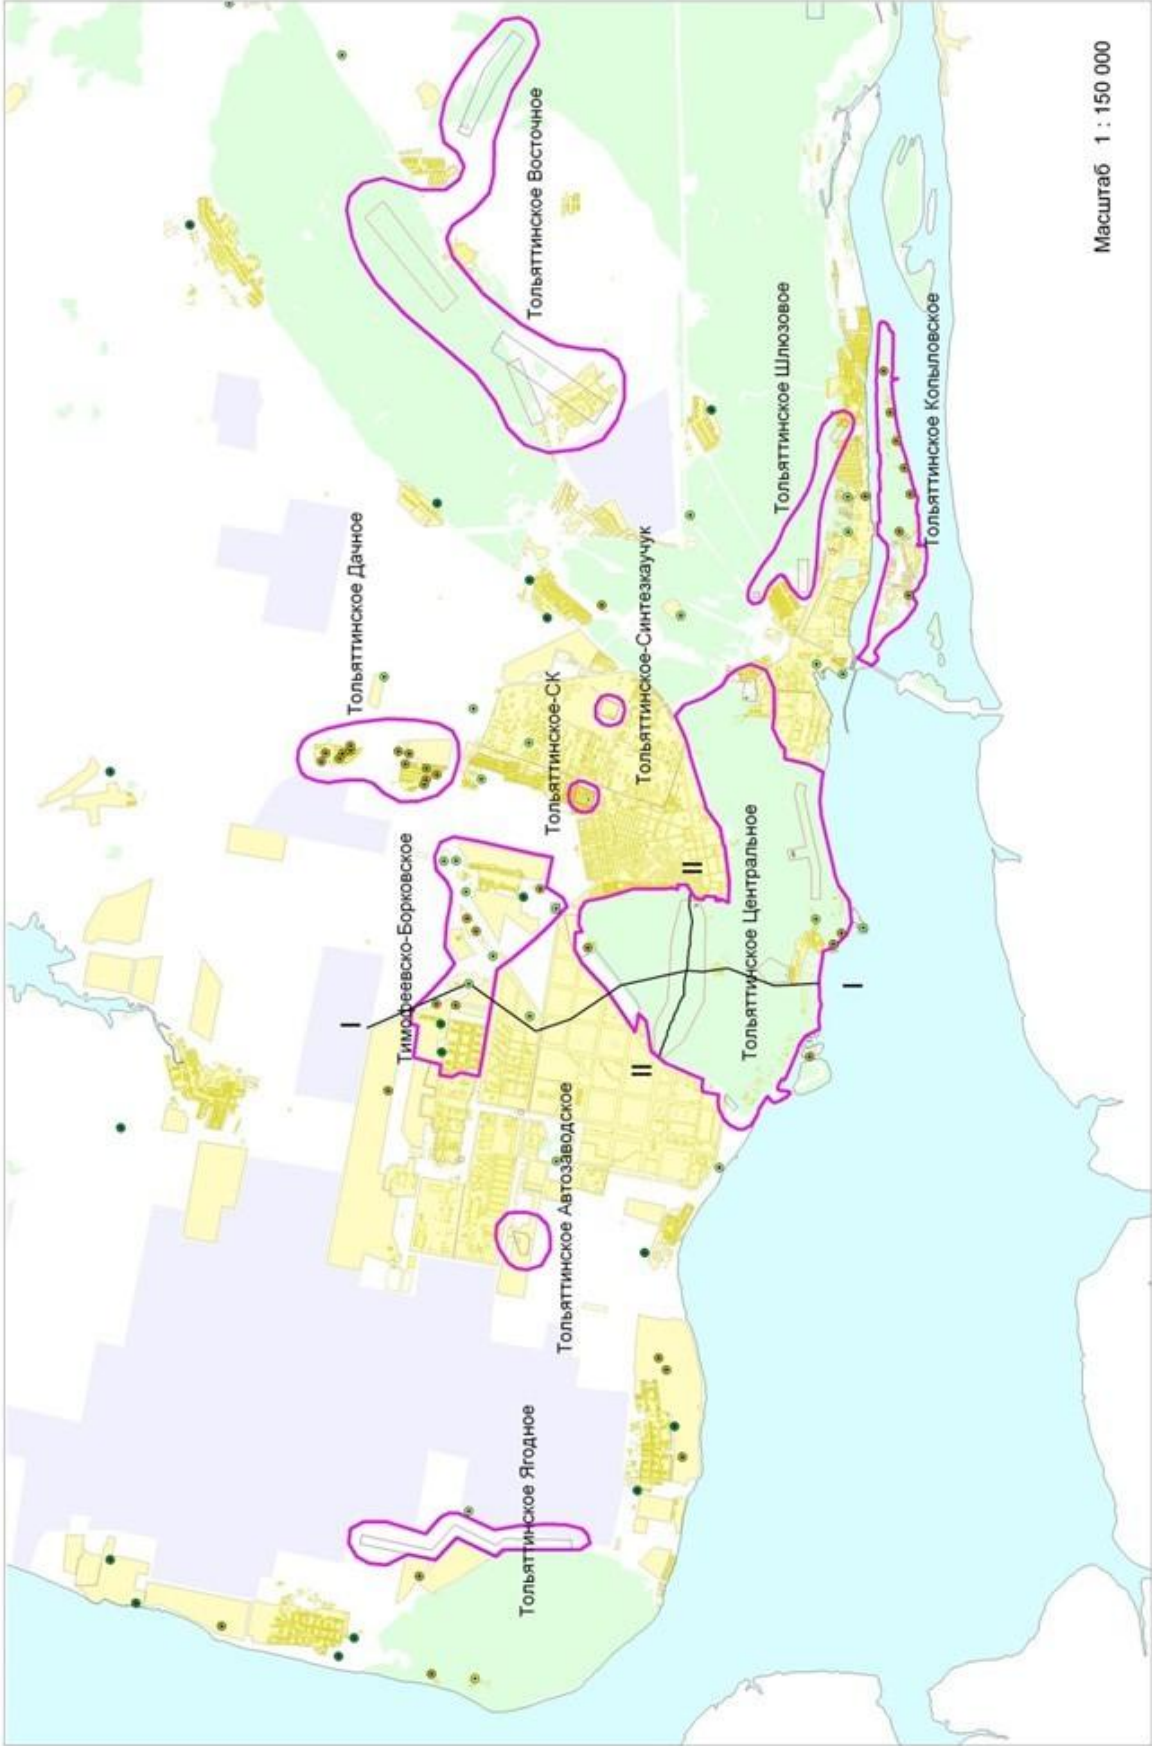 Тольяттинское Ягодное
Тольяттинское Автозаводское
Тимофеевско-Борковское
Тольяттинское Дачное
Тольяттинское Восточное
Тольяттинское-СК
Тольяттинское-Синтезкаучук
Тольяттинское Центральное
Тольяттинское Шлюзовое
Тольяттинское Копыловское
I
I
II
II
Масштаб 1 : 150 000